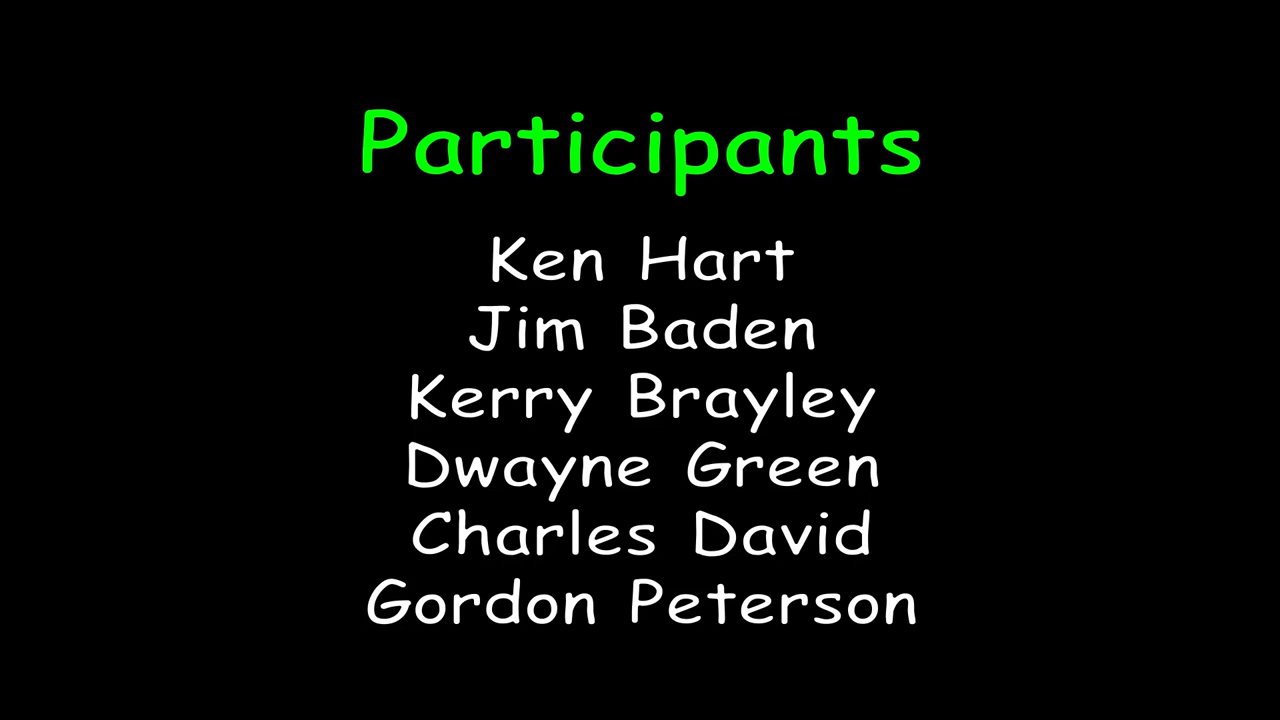 Participants
Ken Hart
Jim Baden
Kerry Brayley
Dwayne Green
Charles David
Gordon Peterson